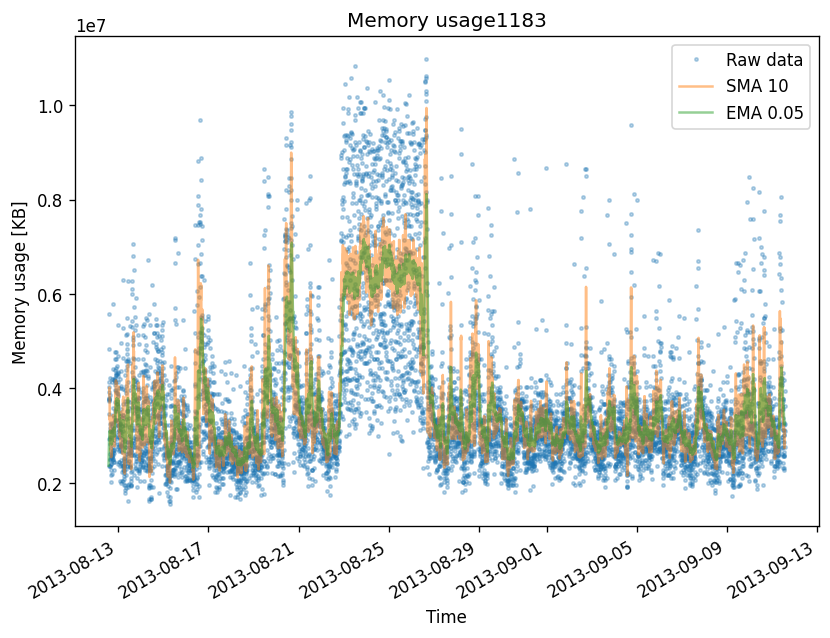 Memory usage1183
1e7
Raw data
SMA 10
EMA 0.05
1.0
0.8
0.6
0.4
0.2
Memory usage [KB]
2013-08-13
2013-08-17
2013-08-21
2013-08-25
2013-08-29
2013-09-01
2013-09-05
2013-09-09
2013-09-13
Time